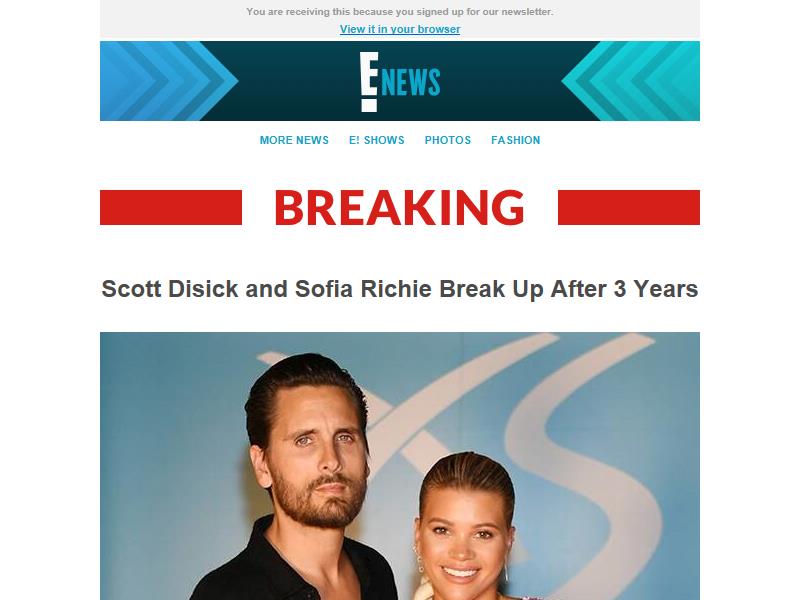 You are receiving this because you signed up for our newsletter.
View it in your browser
E! NEWS
MORE NEWS E! SHOWS PHOTOS FASHION
BREAKING
Scott Disick and Sofia Richie Break Up After 3 Years
XS